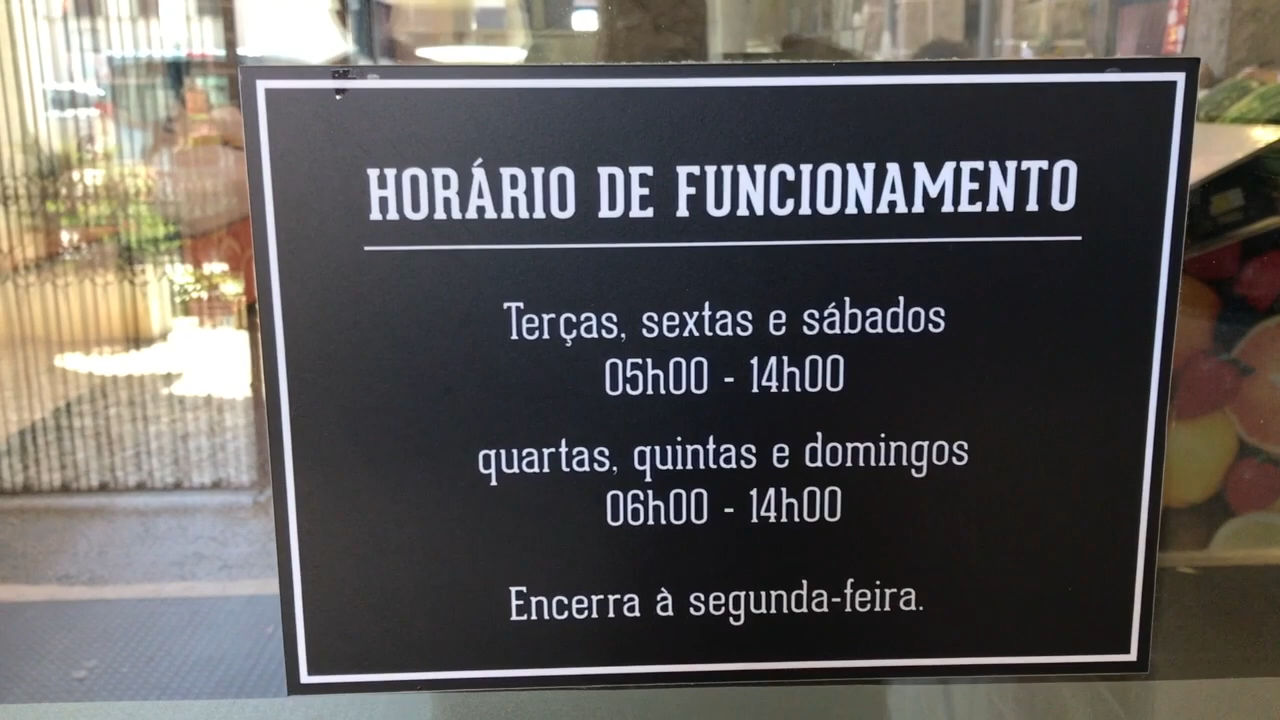 HORÁRIO DE FUNCIONAMENTO
Terças, sextas e sábados
05h00 - 14h00
quartas, quintas e domingos
06h00 - 14h00
Encerra à segunda-feira.